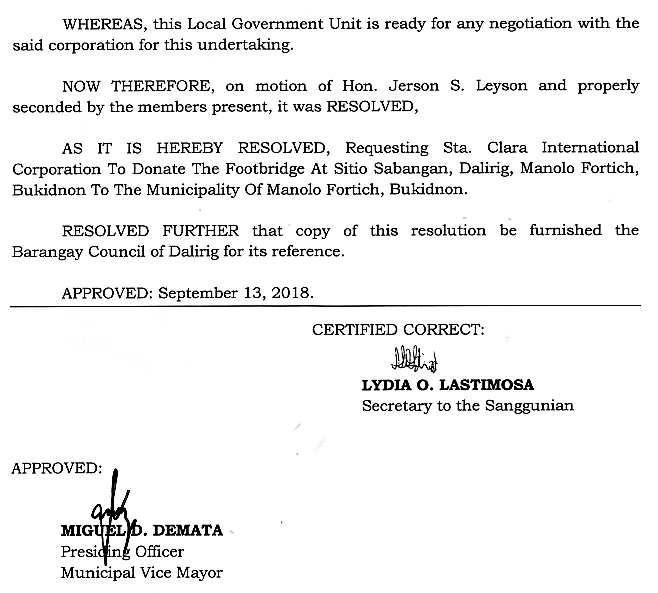 WHEREAS, this Local Government Unit is ready for any negotiation with the
said corporation for this undertaking.
NOW THEREFORE, on motion of Hon. Jerson S. Leyson and properly
seconded by the members present, it was RESOLVED,
AS IT IS HEREBY RESOLVED, Requesting Sta. Clara International
Corporation To Donate The Footbridge At Sitio Sabangan, Dalirig, Manolo Fortich,
Bukidnon To The Municipality Of Manolo Fortich, Bukidnon.
RESOLVED FURTHER that copy of this resolution be furnished the
Barangay Council of Dalirig for its reference.
APPROVED: September 13, 2018.
CERTIFIED CORRECT:
LYDIA O. LASTIMOSA
Secretary to the Sanggunian
APPROVED:
MIGUEL D. DEMATA
Presiding Officer
Municipal Vice Mayor